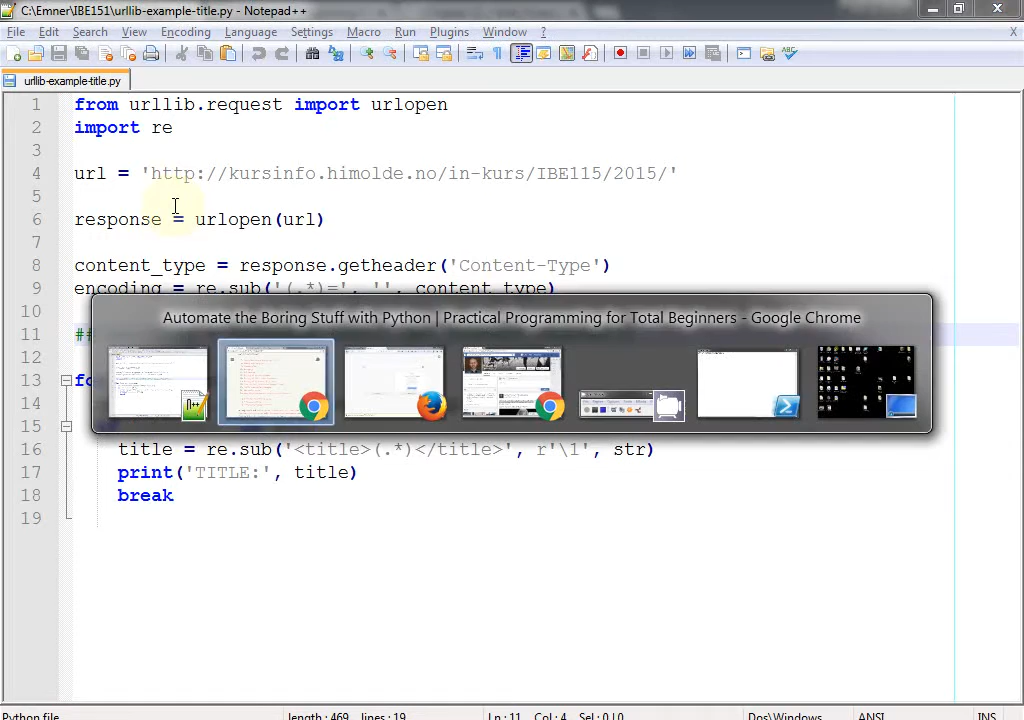 C:\Emner\IBE151\urllib-example-title.py - Notepad++
File Edit Search View Encoding Language Settings Macro Run Plugins Window ? X
urllib-example-title.py
1 from urllib.request import urlopen
2 import re
3
4 url = 'http://kursinfo.himolde.no/in-kurs/IBE115/2015/'
5
6 response = urlopen(url)
7
8 content_type = response.getheader('Content-Type')
9 encoding = re.sub('(.*)=', '', content_type)
10
Automate the Boring Stuff with Python | Practical Programming for Total Beginners - Google Chrome
11 ##
12
13 fo
14
15
16 title = re.sub('<title>(.*)</title>', r'\1', str)
17 print('TITLE:', title)
18 break
19
Python file length : 469 lines : 19 Ln : 11 Col : 4 Sel : 0 | 0 Dos\Windows ANSI INS